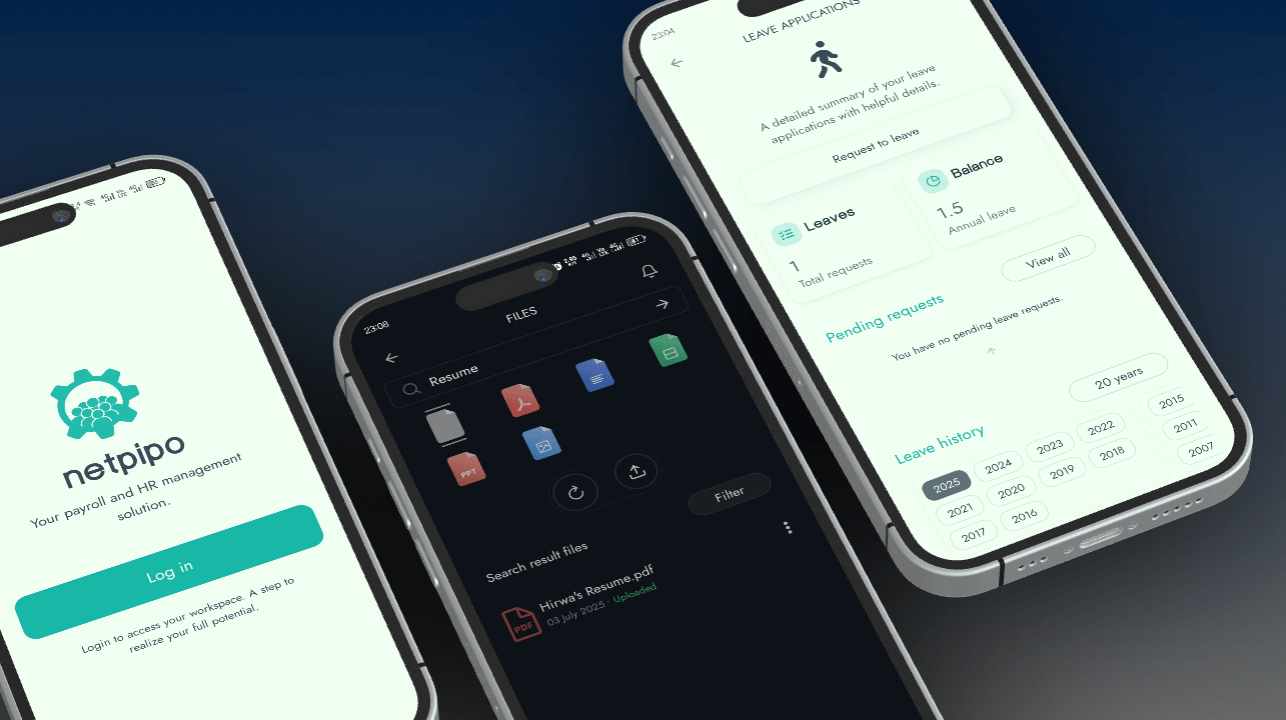 netpipo
Your payroll and HR management
solution.
Log in
Login to access your workspace. A step to
realize your full potential.
23:08
FILES
Resume
PPT
Filter
Search result files
PDF
Hirwa's Resume.pdf
03 July 2025 · Uploaded
23:04
LEAVE APPLICATIONS
A detailed summary of your leave
applications with helpful details.
Request to leave
Leaves
1
Total requests
Balance
1.5
Annual leave
Pending requests
View all
You have no pending leave requests.
Leave history
20 years
2025 2024 2023 2022
2021 2020 2019 2018
2017 2016
2015
2011
2007